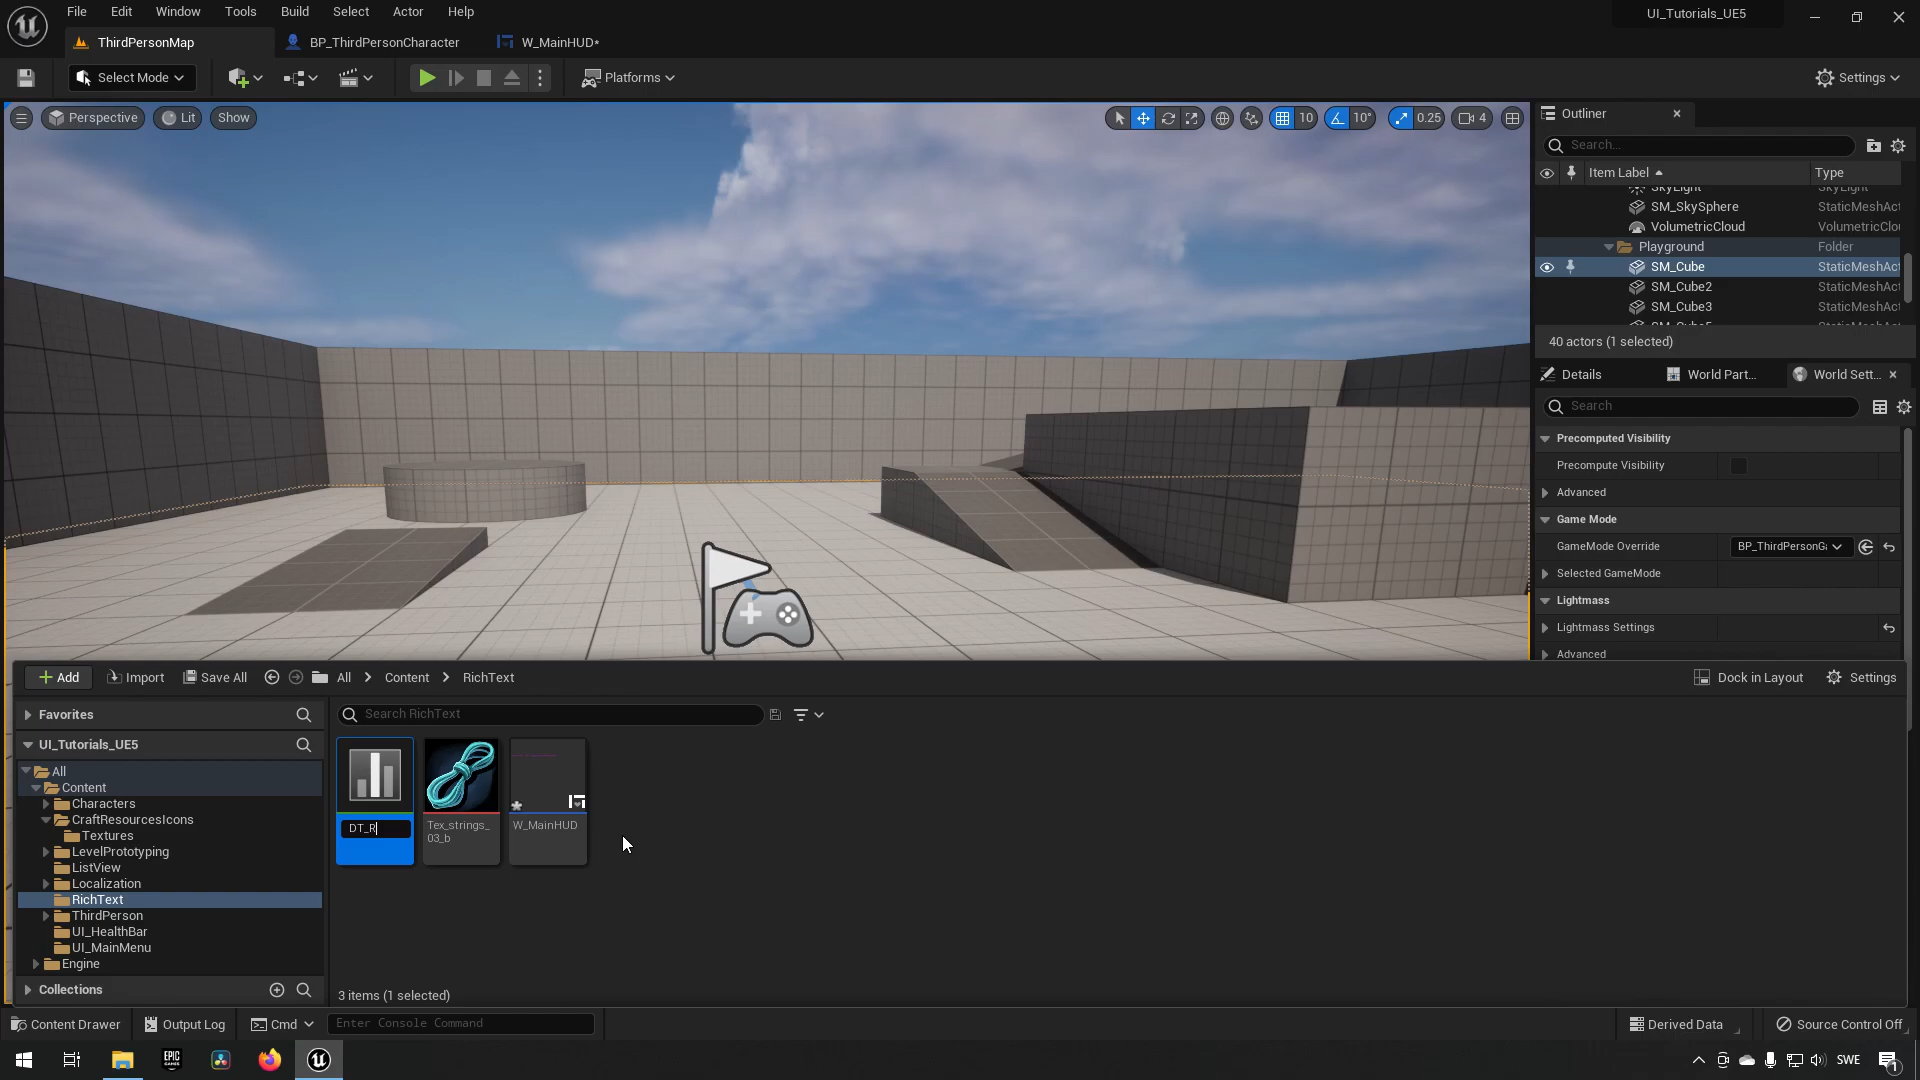 File Edit Window Tools Build Select Actor Help
UI_Tutorials_UE5
ThirdPersonMap
BP_ThirdPersonCharacter
W_MainHUD*
Select Mode
Platforms
Settings
Perspective
Lit
Show
10
10°
0.25
4
Outliner
Search...
Item Label
Type
SkyLight
SkyLight
SM_SkySphere
StaticMeshAct
VolumetricCloud
VolumetricClou
Playground
Folder
SM_Cube
StaticMeshAct
SM_Cube2
StaticMeshAct
SM_Cube3
StaticMeshAct
40 actors (1 selected)
Details
World Part...
World Sett...
Search
Precomputed Visibility
Precompute Visibility
Advanced
Game Mode
GameMode Override
BP_ThirdPersonGa
Selected GameMode
Lightmass
Lightmass Settings
Advanced
Add
Import
Save All
All
Content
RichText
Dock in Layout
Settings
Favorites
UI_Tutorials_UE5
All
Content
Characters
CraftResourcesIcons
Textures
LevelPrototyping
ListView
Localization
RichText
ThirdPerson
UI_HealthBar
UI_MainMenu
Engine
Collections
Search RichText
DT_R
Tex_strings_
03_b
W_MainHUD
3 items (1 selected)
Content Drawer
Output Log
Cmd
Enter Console Command
Derived Data
Source Control Off
EPIC
GAMES
SWE
1